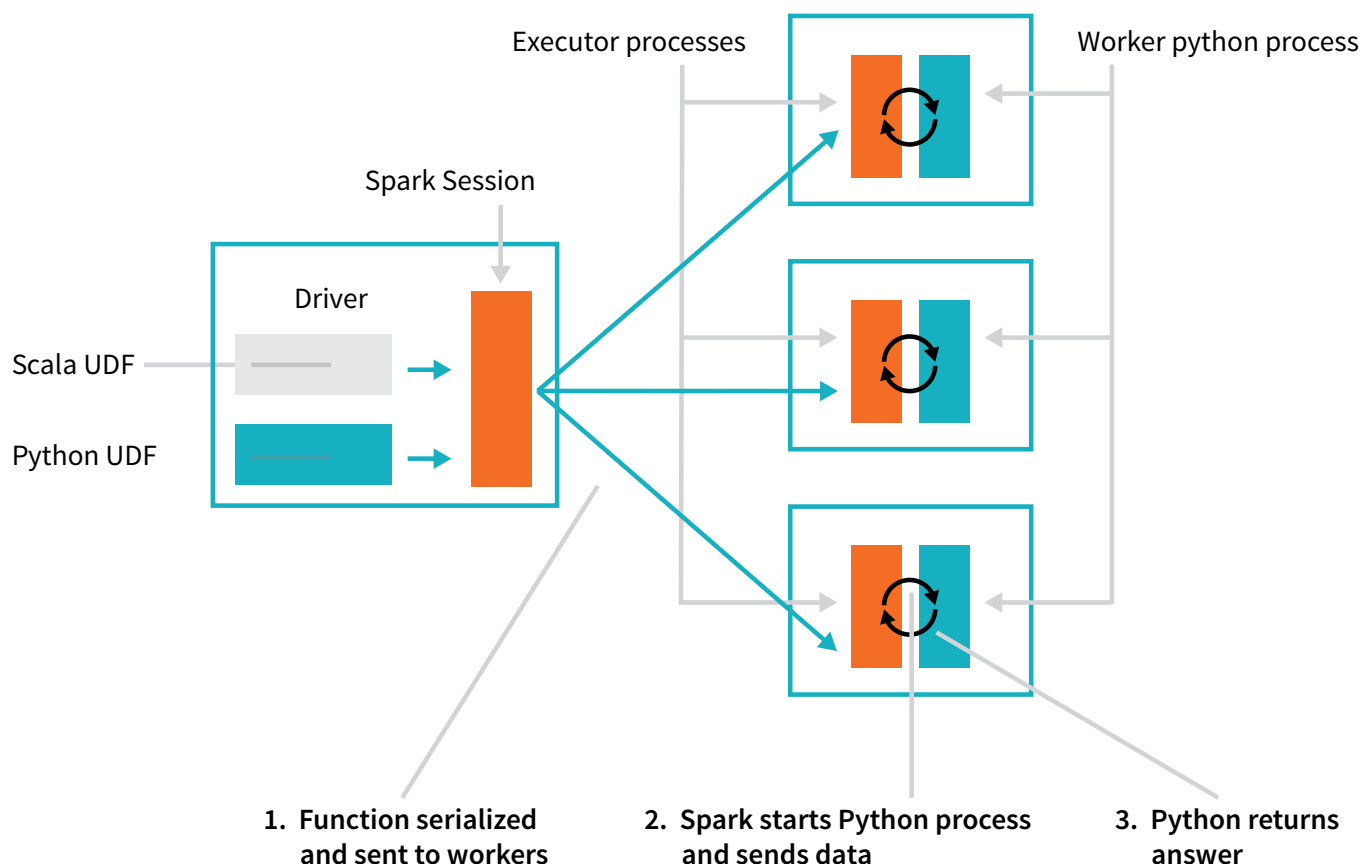 Executor processes
Worker python process
Spark Session
Driver
Scala UDF
Python UDF
1. Function serialized
and sent to workers
2. Spark starts Python process
and sends data
3. Python returns
answer